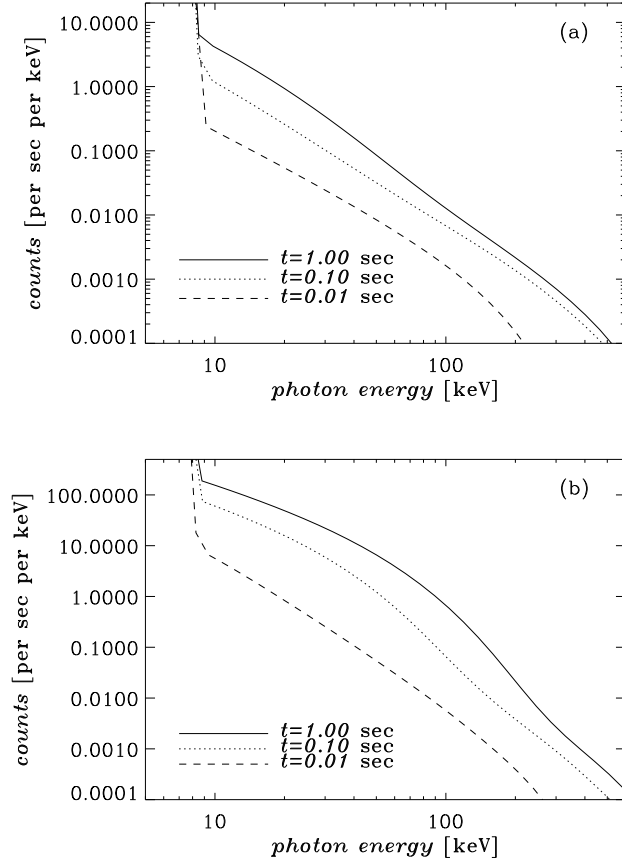 (a)
10.0000
1.0000
0.1000
0.0100
0.0010
0.0001
counts [per sec per keV]
t=1.00 sec
t=0.10 sec
t=0.01 sec
10
100
photon energy [keV]
(b)
100.0000
10.0000
1.0000
0.1000
0.0100
0.0010
0.0001
counts [per sec per keV]
t=1.00 sec
t=0.10 sec
t=0.01 sec
10
100
photon energy [keV]